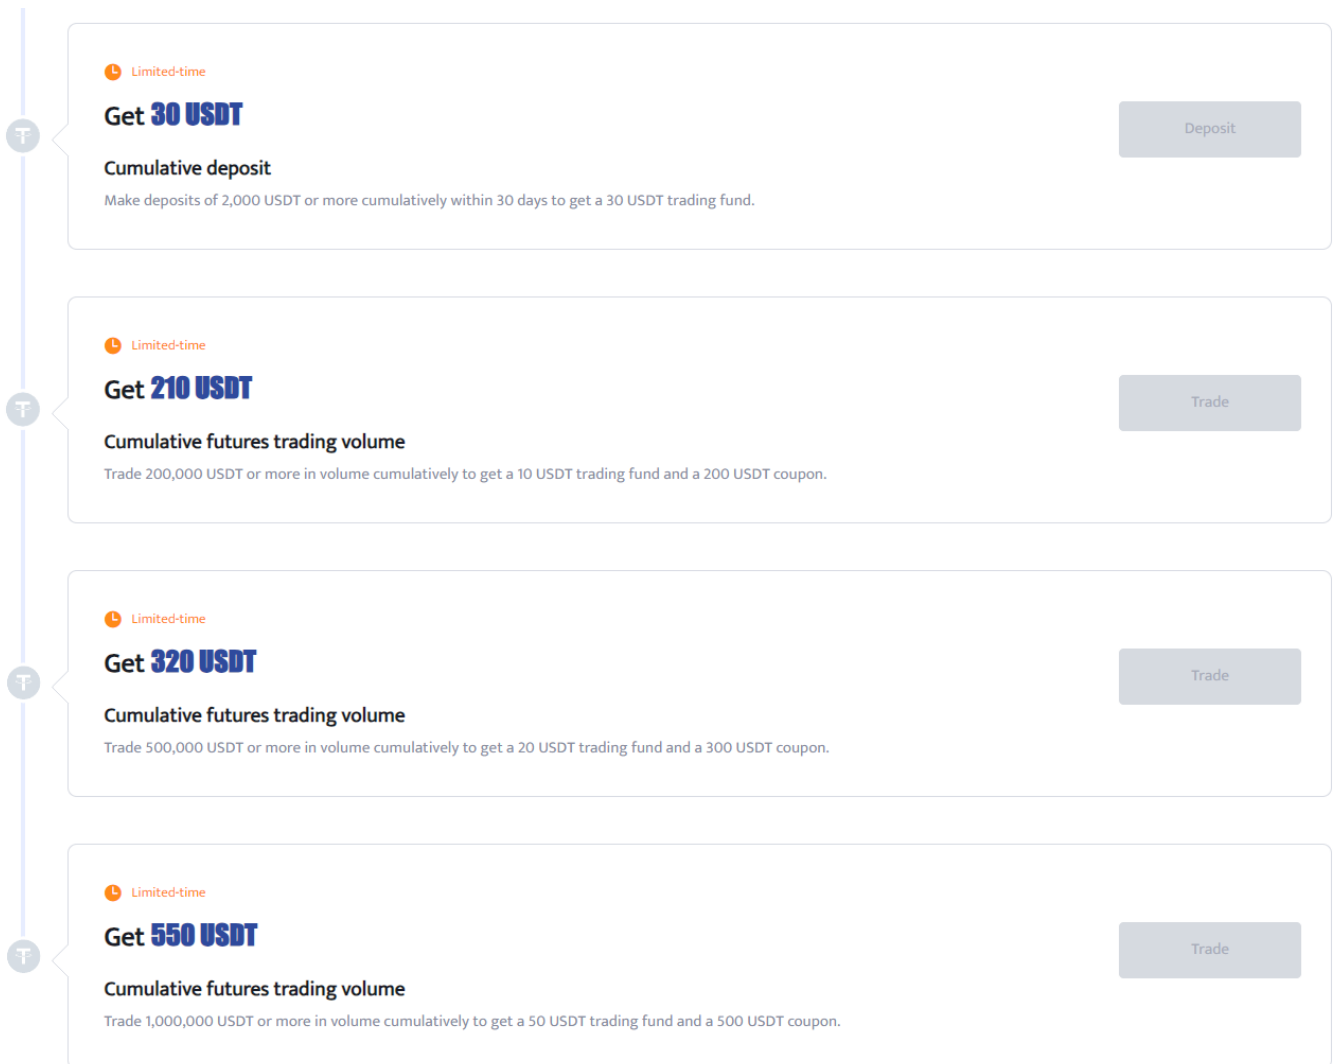 Limited-time
Get 30 USDT
Deposit
Cumulative deposit
Make deposits of 2,000 USDT or more cumulatively within 30 days to get a 30 USDT trading fund.
Limited-time
Get 210 USDT
Trade
Cumulative futures trading volume
Trade 200,000 USDT or more in volume cumulatively to get a 10 USDT trading fund and a 200 USDT coupon.
Limited-time
Get 320 USDT
Trade
Cumulative futures trading volume
Trade 500,000 USDT or more in volume cumulatively to get a 20 USDT trading fund and a 300 USDT coupon.
Limited-time
Get 550 USDT
Trade
Cumulative futures trading volume
Trade 1,000,000 USDT or more in volume cumulatively to get a 50 USDT trading fund and a 500 USDT coupon.